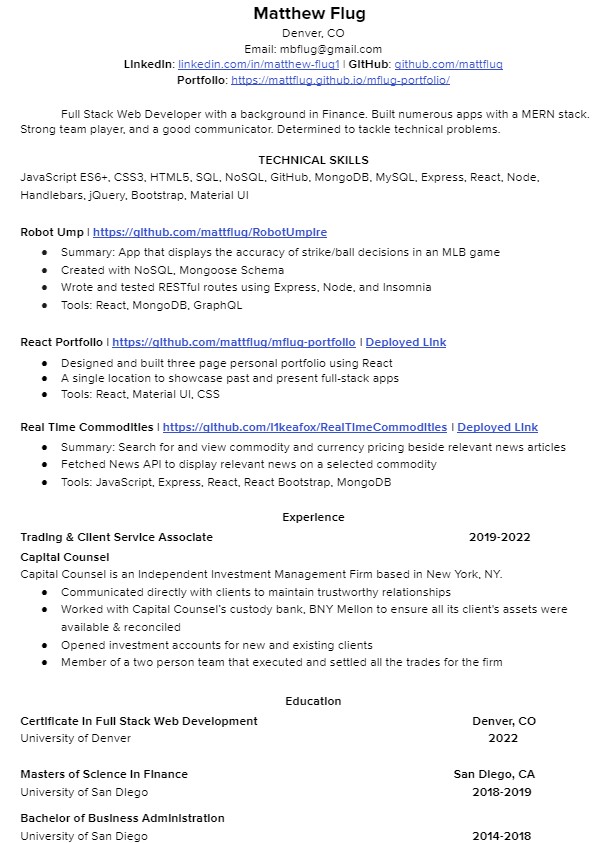 Matthew Flug
Denver, CO
Email: mbflug@gmail.com
LinkedIn: linkedin.com/in/matthew-flug1 | GitHub: github.com/mattflug
Portfolio: https://mattflug.github.io/mflug-portfolio/
Full Stack Web Developer with a background in Finance. Built numerous apps with a MERN stack.
Strong team player, and a good communicator. Determined to tackle technical problems.
TECHNICAL SKILLS
JavaScript ES6+, CSS3, HTML5, SQL, NoSQL, GitHub, MongoDB, MySQL, Express, React, Node,
Handlebars, jQuery, Bootstrap, Material UI
Robot Ump | https://github.com/mattflug/RobotUmpire
● Summary: App that displays the accuracy of strike/ball decisions in an MLB game
● Created with NoSQL, Mongoose Schema
● Wrote and tested RESTful routes using Express, Node, and Insomnia
● Tools: React, MongoDB, GraphQL
React Portfolio | https://github.com/mattflug/mflug-portfolio | Deployed Link
● Designed and built three page personal portfolio using React
● A single location to showcase past and present full-stack apps
● Tools: React, Material UI, CSS
Real Time Commodities | https://github.com/l1keafox/RealTimeCommodities | Deployed Link
● Summary: Search for and view commodity and currency pricing beside relevant news articles
● Fetched News API to display relevant news on a selected commodity
● Tools: JavaScript, Express, React, React Bootstrap, MongoDB
Experience
Trading & Client Service Associate 2019-2022
Capital Counsel
Capital Counsel is an Independent Investment Management Firm based in New York, NY.
● Communicated directly with clients to maintain trustworthy relationships
● Worked with Capital Counsel's custody bank, BNY Mellon to ensure all its client's assets were
available & reconciled
● Opened investment accounts for new and existing clients
● Member of a two person team that executed and settled all the trades for the firm
Education
Certificate in Full Stack Web Development Denver, CO
University of Denver 2022
Masters of Science in Finance San Diego, CA
University of San Diego 2018-2019
Bachelor of Business Administration
University of San Diego 2014-2018